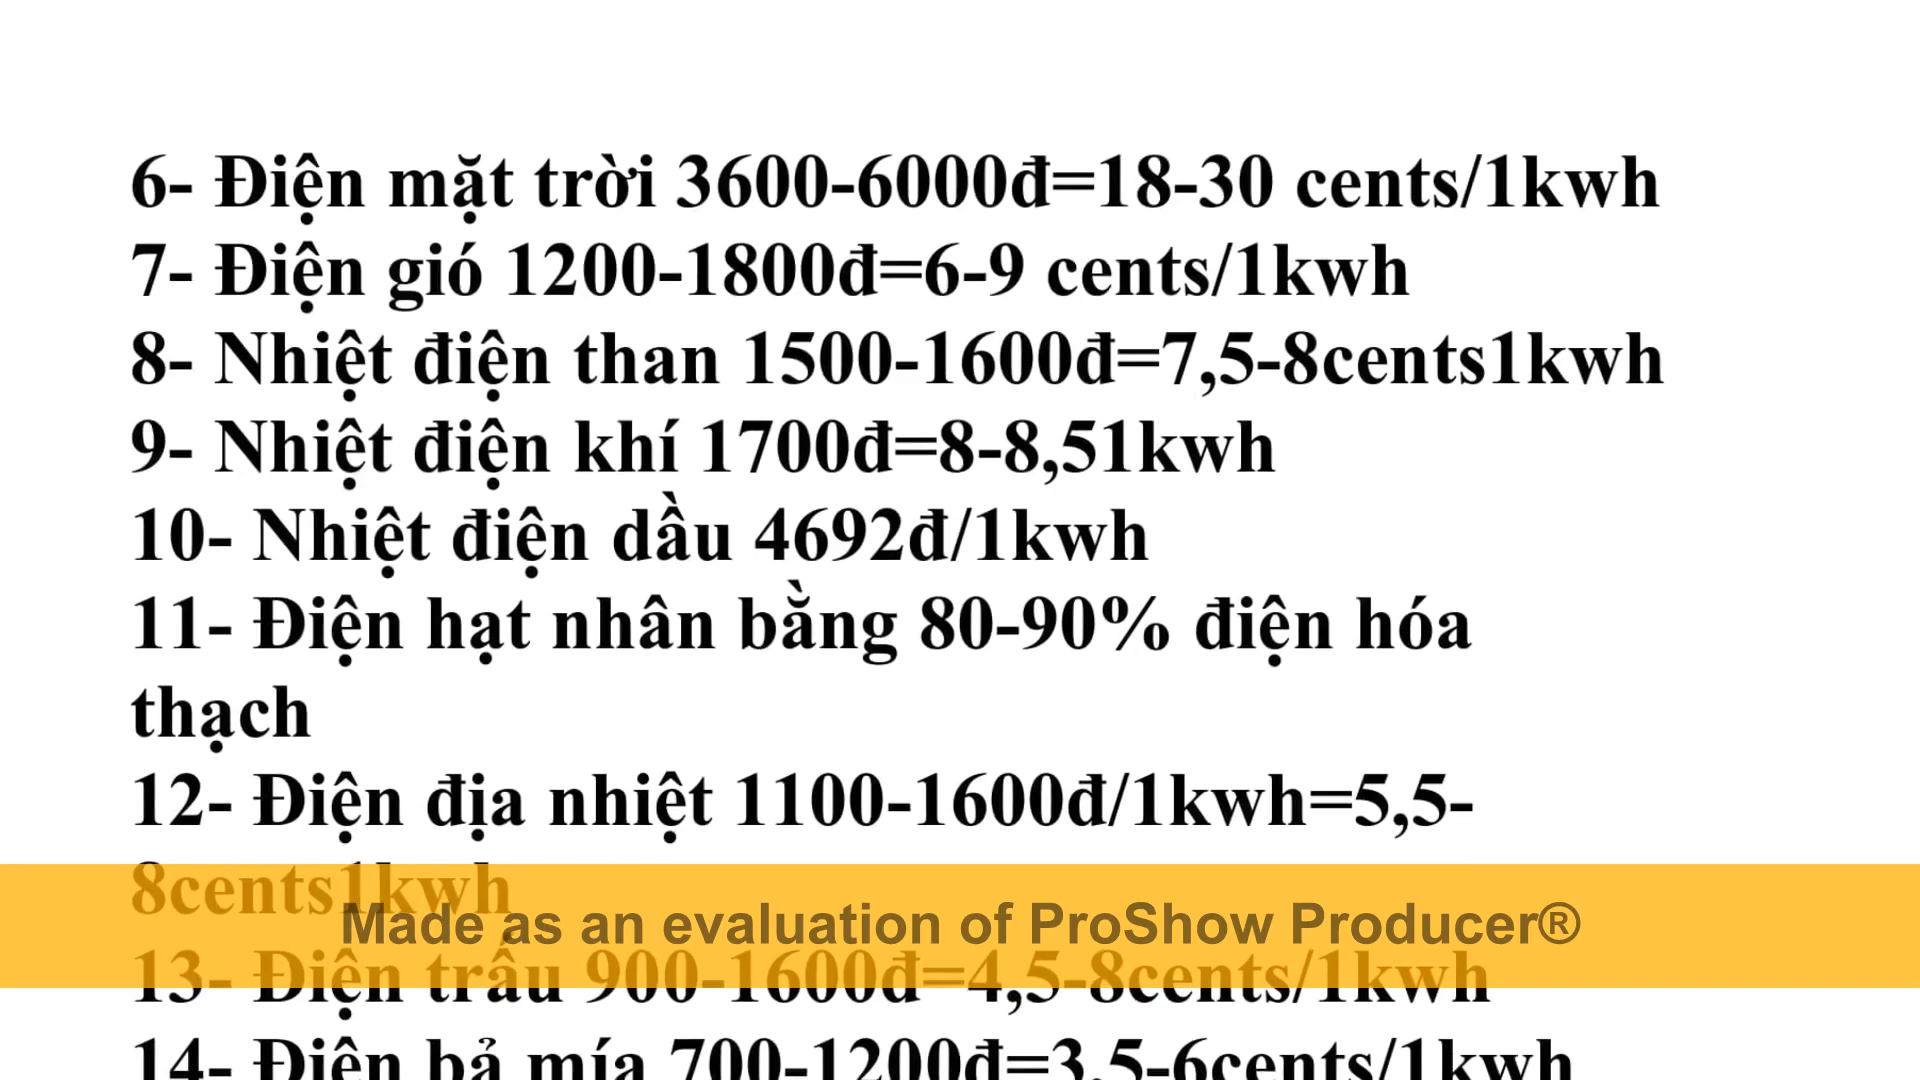 6- Điện mặt trời 3600-6000đ=18-30 cents/1kwh
7- Điện gió 1200-1800đ=6-9 cents/1kwh
8- Nhiệt điện than 1500-1600đ=7,5-8cents1kwh
9- Nhiệt điện khí 1700đ=8-8,51kwh
10- Nhiệt điện dầu 4692đ/1kwh
11- Điện hạt nhân bằng 80-90% điện hóa
thạch
12- Điện địa nhiệt 1100-1600đ/1kwh=5,5-
8cents1kwh
Made as an evaluation of ProShow Producer®
13- Điện trấu 900-1600đ=4,5-8cents/1kwh
14- Điện bả mía 700-1200đ=3,5-6cents/1kwh